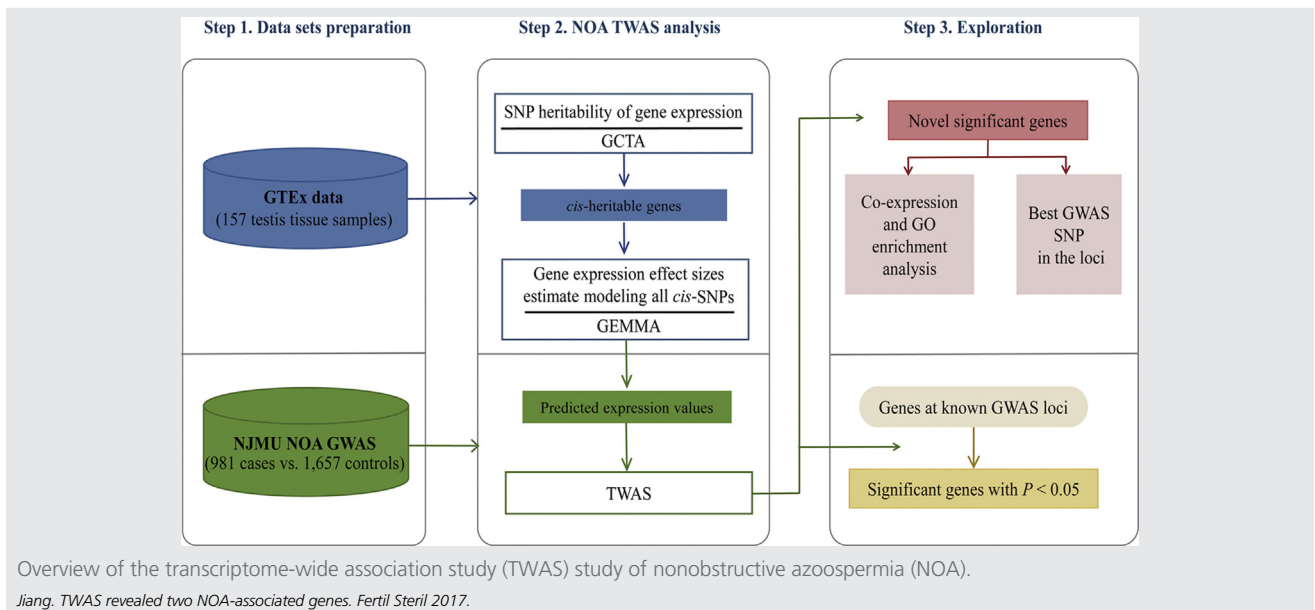 Step 1. Data sets preparation
Step 2. NOA TWAS analysis
Step 3. Exploration
GTEx data
(157 testis tissue samples)
NJMU NOA GWAS
(981 cases vs. 1,657 controls)
SNP heritability of gene expression
GCTA
cis-heritable genes
Gene expression effect sizes
estimate modeling all cis-SNPs
GEMMA
Predicted expression values
TWAS
Novel significant genes
Co-expression
and GO
enrichment
analysis
Best GWAS
SNP
in the loci
Genes at known GWAS loci
Significant genes with P < 0.05
Overview of the transcriptome-wide association study (TWAS) study of nonobstructive azoospermia (NOA).
Jiang. TWAS revealed two NOA-associated genes. Fertil Steril 2017.